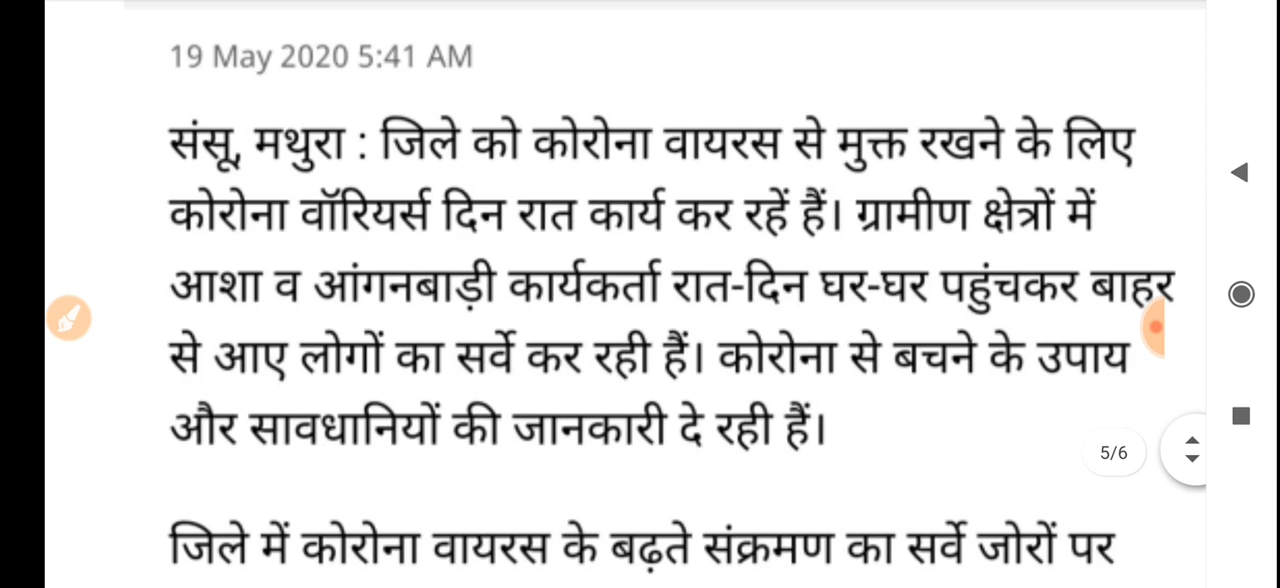 19 May 2020 5:41 AM
संसू, मथुरा : जिले को कोरोना वायरस से मुक्त रखने के लिए
कोरोना वॉरियर्स दिन रात कार्य कर रहें हैं। ग्रामीण क्षेत्रों में
आशा व आंगनबाड़ी कार्यकर्ता रात-दिन घर-घर पहुंचकर बाहर
से आए लोगों का सर्वे कर रही हैं। कोरोना से बचने के उपाय
और सावधानियों की जानकारी दे रही हैं।
5/6
जिले में कोरोना वायरस के बढ़ते संक्रमण का सर्वे जोरों पर